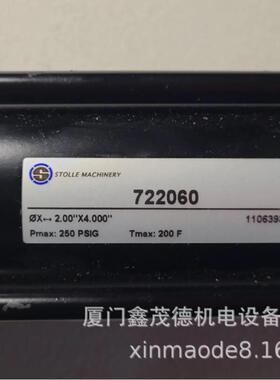 STOLLE MACHINERY
722060
ØX↔ 2.00"X4.000"
Pmax: 250 PSIG Tmax: 200 F
厦门鑫茂德机电设备
xinmaode8.16